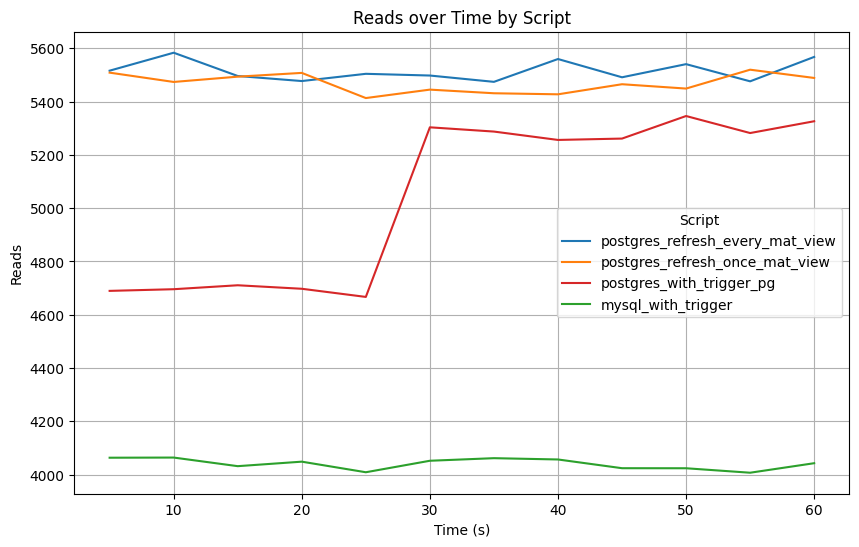 Reads over Time by Script
Reads
5600
5400
5200
5000
4800
4600
4400
4200
4000
Script
postgres_refresh_every_mat_view
postgres_refresh_once_mat_view
postgres_with_trigger_pg
mysql_with_trigger
10 20 30 40 50 60
Time (s)